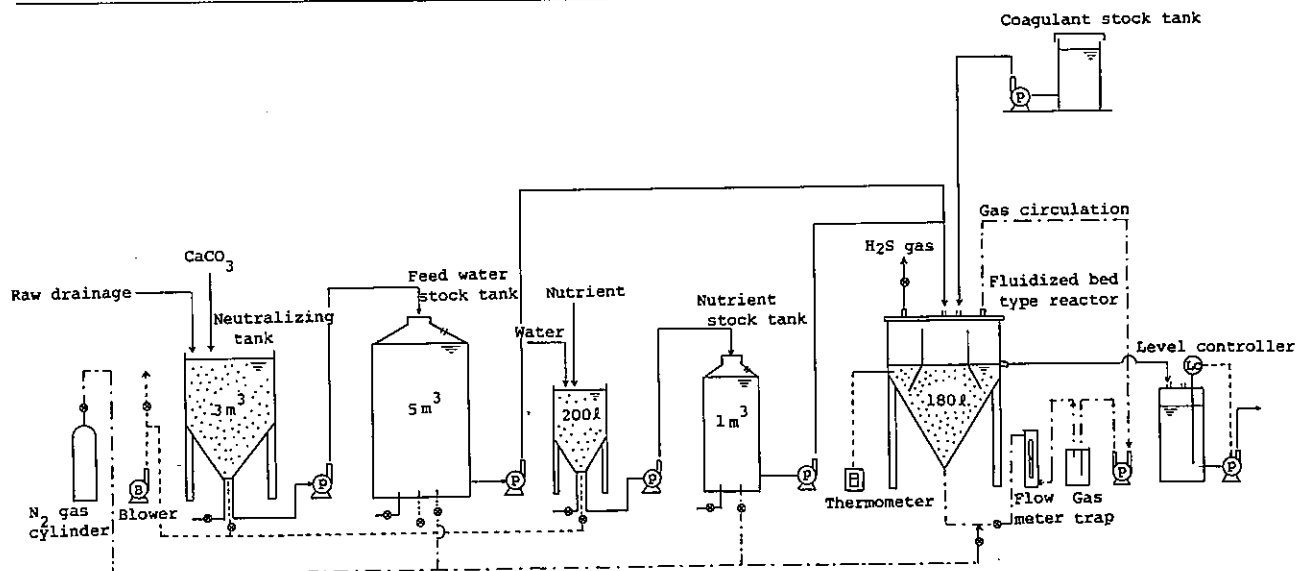 Coagulant stock tank
P
Gas circulation
H2S gas
CaCO3
Feed water
stock tank
Nutrient
Nutrient
stock tank
Fluidized bed
type reactor
Raw drainage
Neutralizing
tank
Water
Level controller
LC
3m³
5m³
200ℓ
1m³
180ℓ
B
P
P
P
P
P
P
Thermometer
Flow
meter
Gas
trap
N2 gas
cylinder
Blower